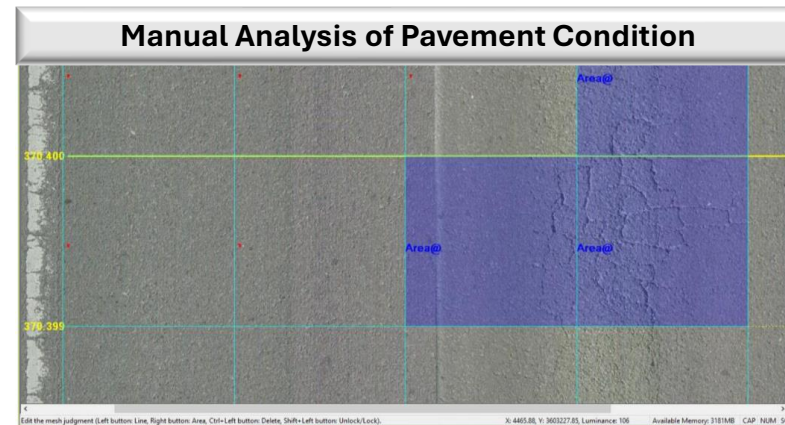 Manual Analysis of Pavement Condition
Area@
370.400
Area@ Area@
370.399
Edit the mesh judgment (Left button: Line, Right button: Area, Ctrl+Left button: Delete, Shift+Left button: Unlock/Lock). X: 4465.88, Y: 3603227.85, Luminance: 106 Available Memory: 3181MB CAP NUM